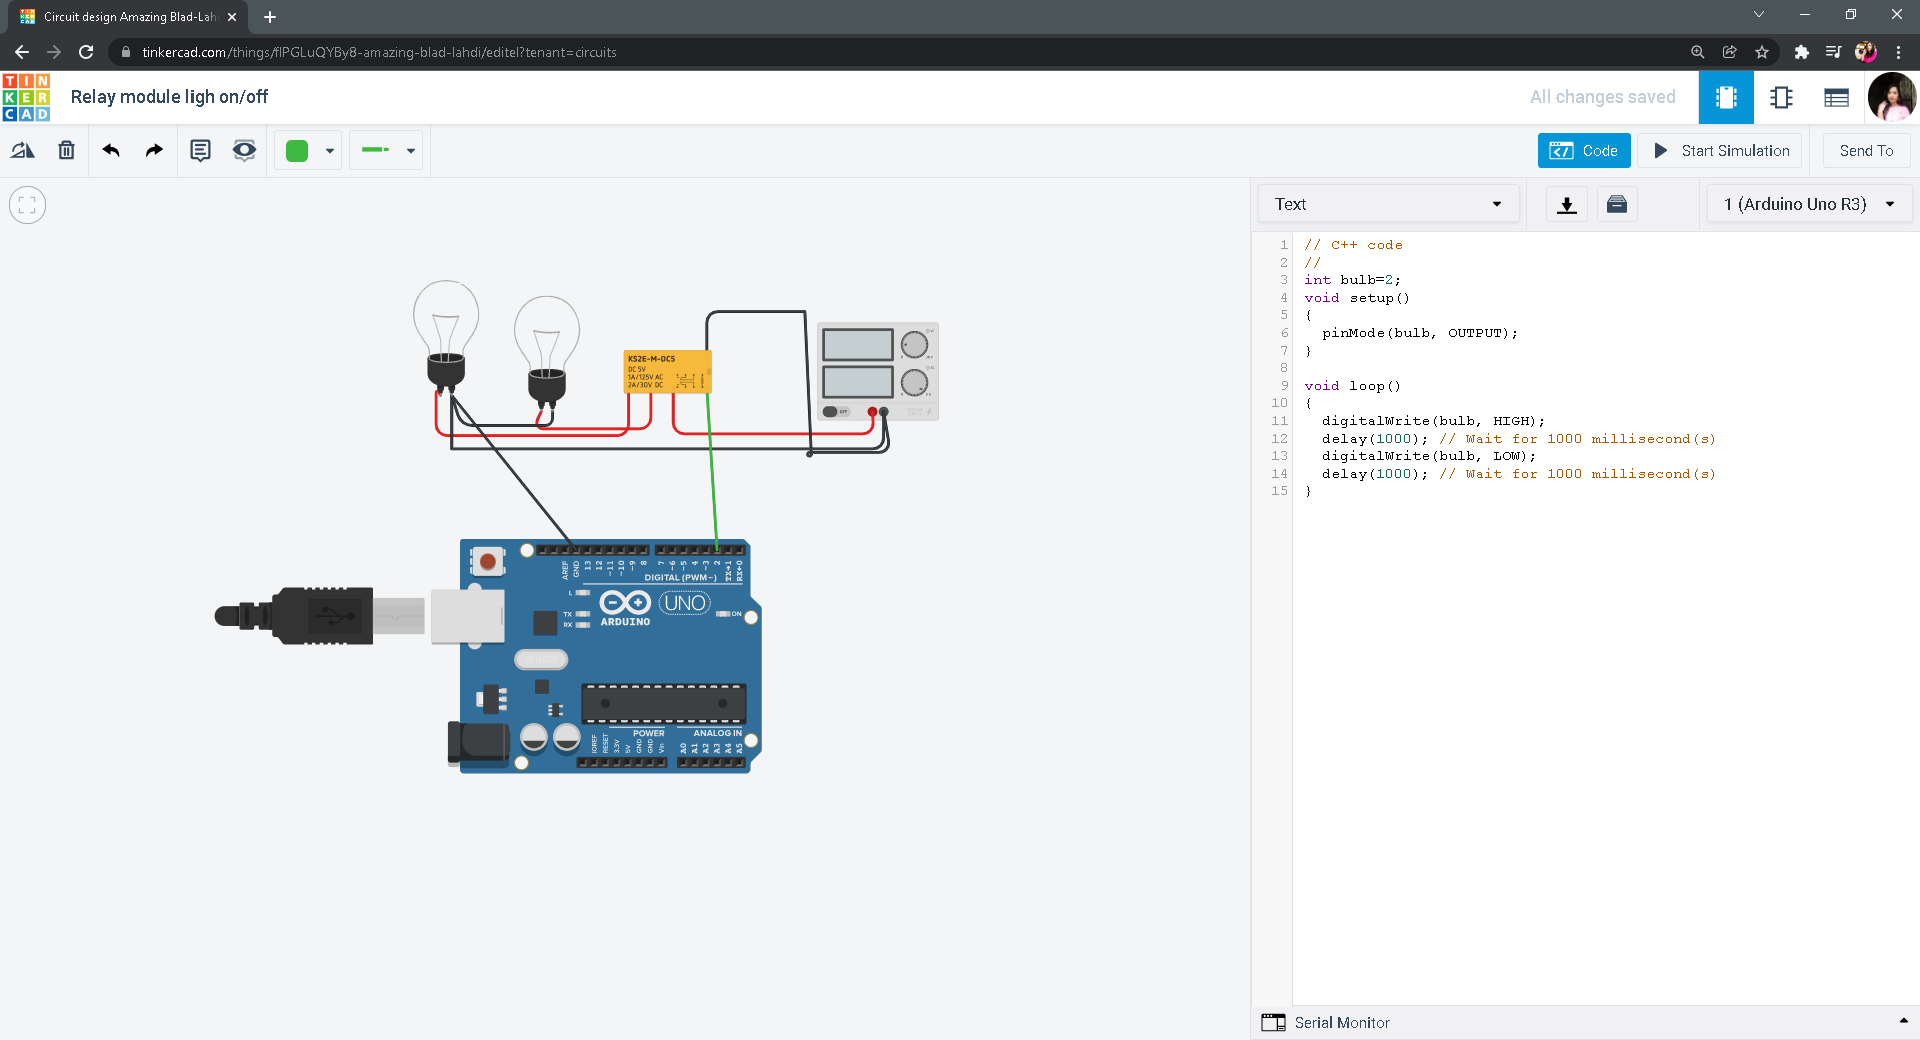 Circuit design Amazing Blad-Lah
tinkercad.com/things/flPGLuQYBy8-amazing-blad-lahdi/editel?tenant=circuits
TIN
KER
CAD
Relay module ligh on/off
All changes saved
Code
Start Simulation
Send To
Text
1 (Arduino Uno R3)
1 // C++ code
2 //
3 int bulb=2;
4 void setup()
5 {
6 pinMode(bulb, OUTPUT);
7 }
8
9 void loop()
10 {
11 digitalWrite(bulb, HIGH);
12 delay(1000); // Wait for 1000 millisecond(s)
13 digitalWrite(bulb, LOW);
14 delay(1000); // Wait for 1000 millisecond(s)
15 }
KS2E-M-DC5
DC 5V
1A/125V AC
2A/30V DC
OFF
AREF
GND
13
12
~11
~10
~9
8
7
~6
~5
4
~3
2
TX→1
RX←0
DIGITAL (PWM~)
L
TX
RX
ARDUINO
UNO
ON
POWER
ANALOG IN
IOREF
RESET
3.3V
5V
GND
GND
Vin
A0
A1
A2
A3
A4
A5
Serial Monitor